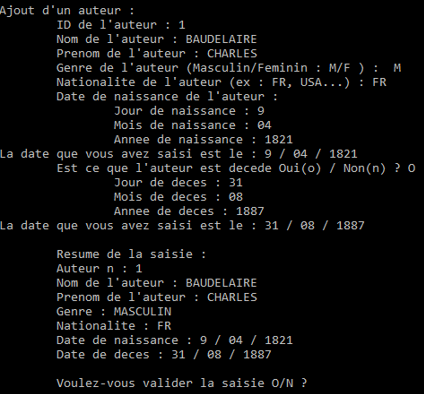 Ajout d'un auteur :
ID de l'auteur : 1
Nom de l'auteur : BAUDELAIRE
Prenom de l'auteur : CHARLES
Genre de l'auteur (Masculin/Feminin : M/F ) :  M
Nationalite de l'auteur (ex : FR, USA...) : FR
Date de naissance de l'auteur :
Jour de naissance : 9
Mois de naissance : 04
Annee de naissance : 1821
La date que vous avez saisi est le : 9 / 04 / 1821
Est ce que l'auteur est decede Oui(o) / Non(n) ? O
Jour de deces : 31
Mois de deces : 08
Annee de deces : 1887
La date que vous avez saisi est le : 31 / 08 / 1887
Resume de la saisie :
Auteur n : 1
Nom de l'auteur : BAUDELAIRE
Prenom de l'auteur : CHARLES
Genre : MASCULIN
Nationalite : FR
Date de naissance : 9 / 04 / 1821
Date de deces : 31 / 08 / 1887
Voulez-vous valider la saisie O/N ?